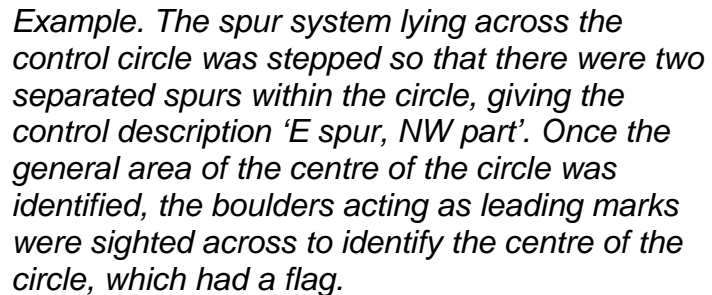 Example. The spur system lying across the
control circle was stepped so that there were two
separated spurs within the circle, giving the
control description ‘E spur, NW part’. Once the
general area of the centre of the circle was
identified, the boulders acting as leading marks
were sighted across to identify the centre of the
circle, which had a flag.